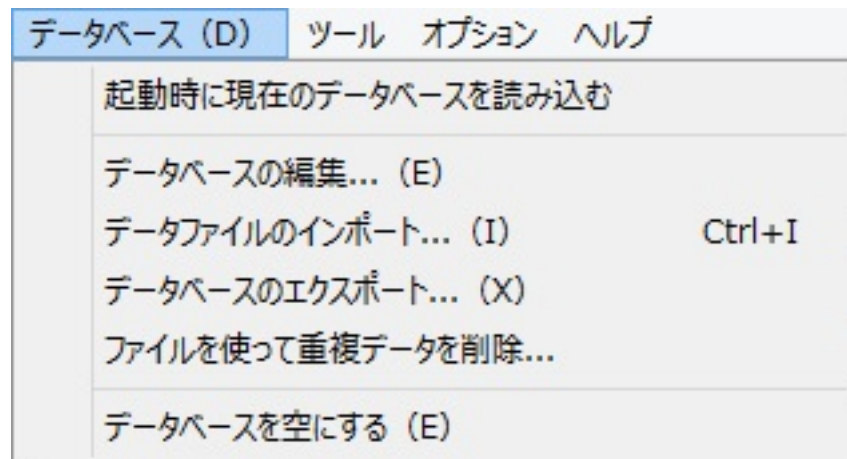 データベース（D） ツール オプション ヘルプ
起動時に現在のデータベースを読み込む
データベースの編集...（E）
データファイルのインポート...（I） Ctrl+I
データベースのエクスポート...（X）
ファイルを使って重複データを削除...
データベースを空にする（E）